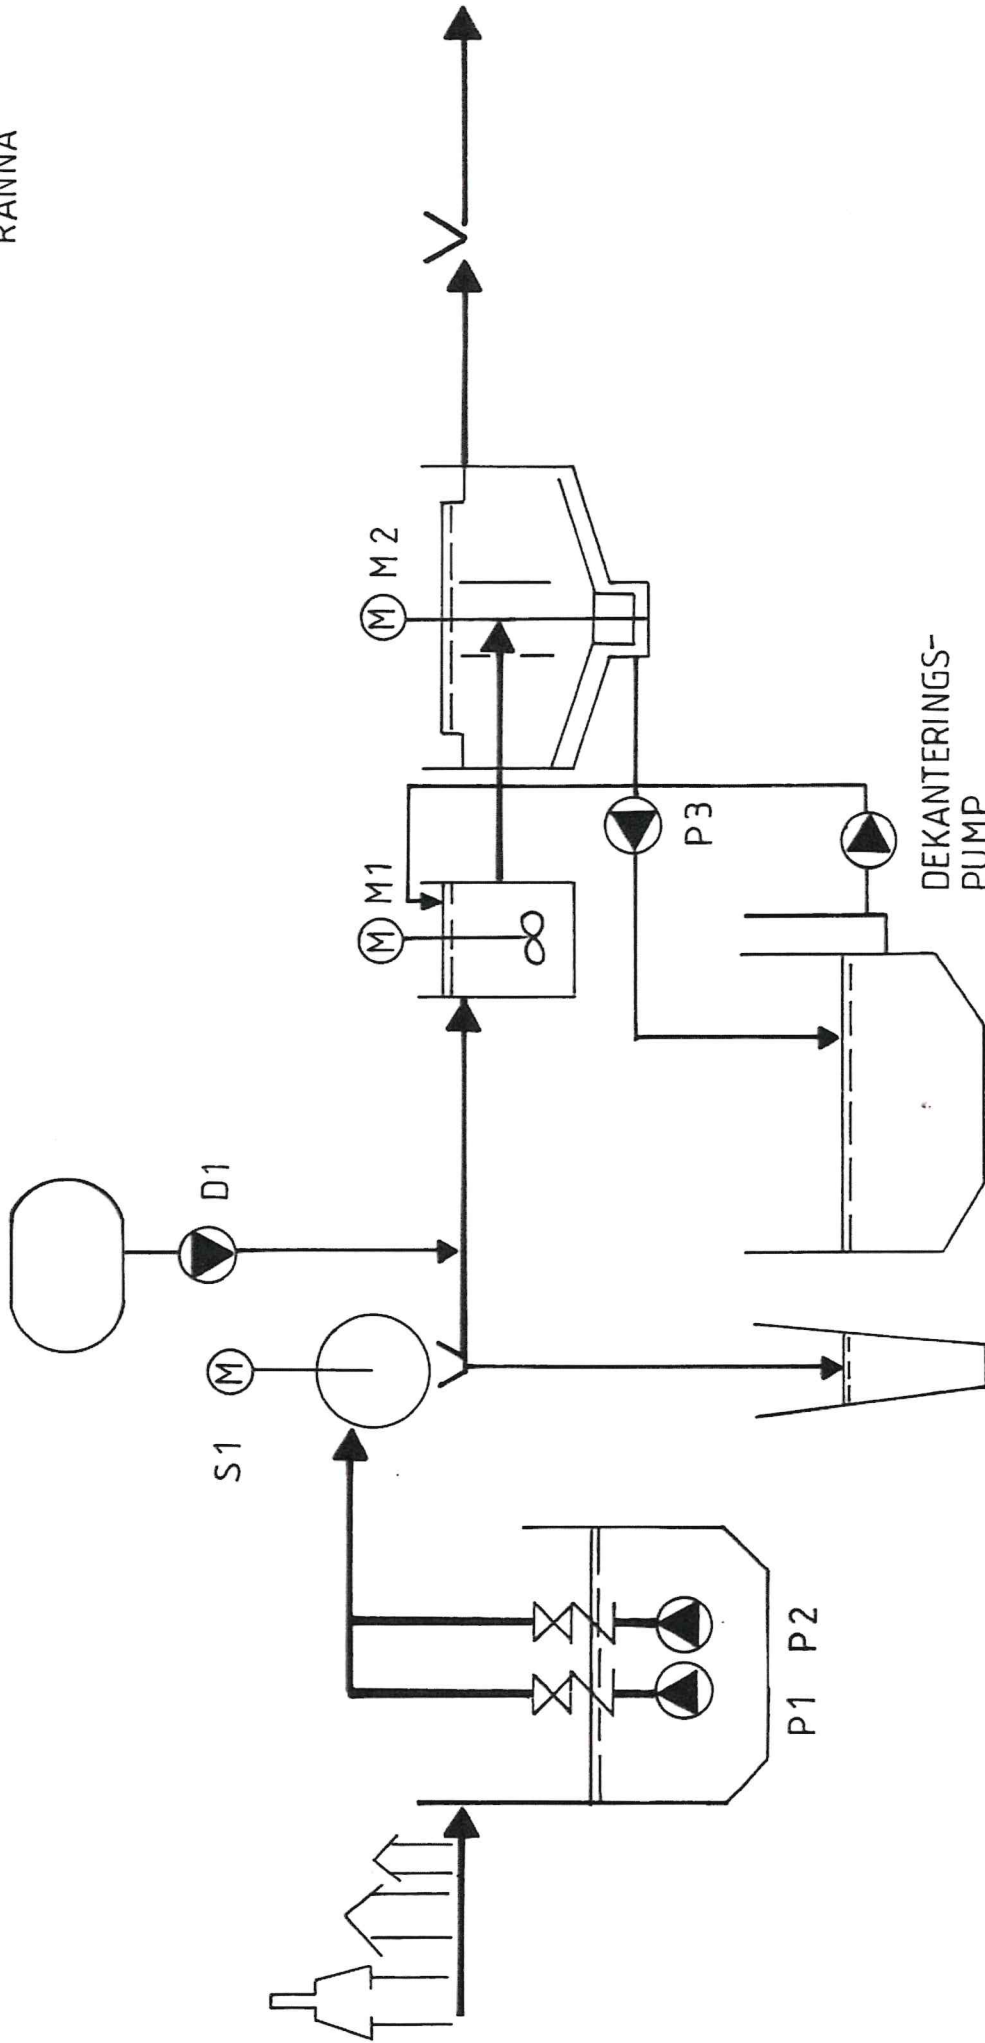 RÄNNA
M M2
M M1
P3
DEKANTERINGS-
PUMP
D1
M
S1
P1 P2